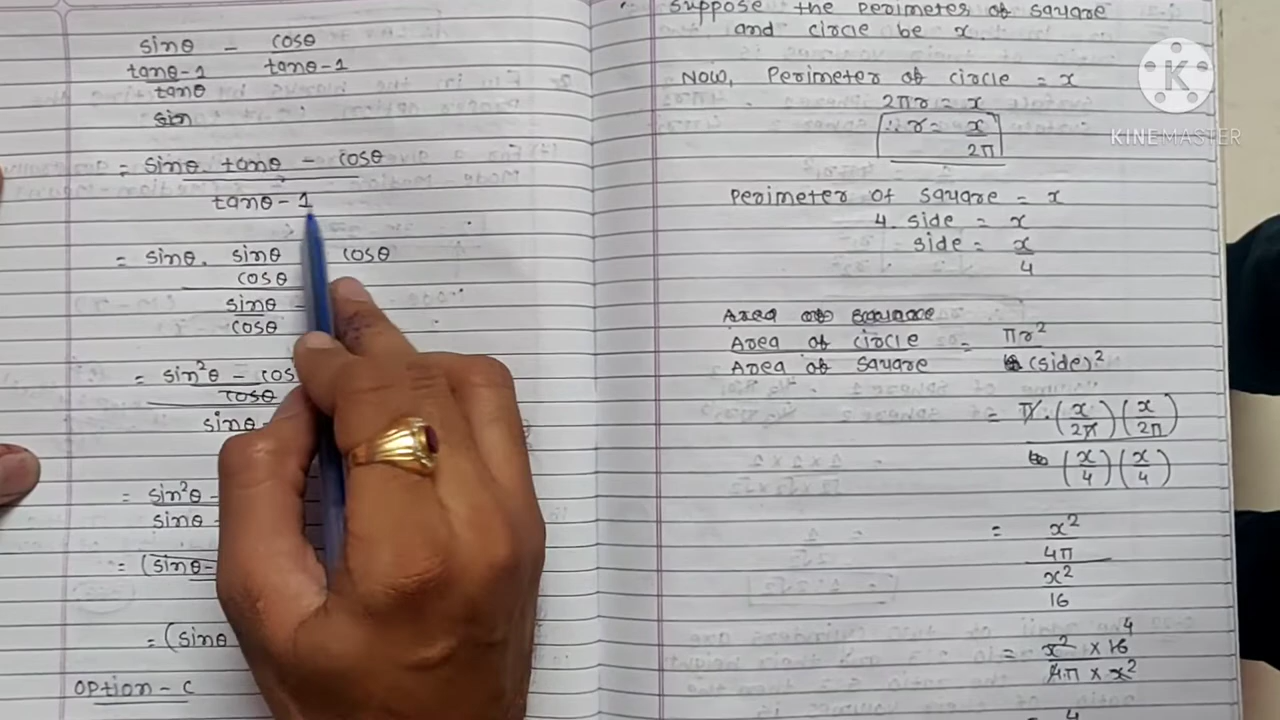 sinθ - cosθ
tanθ-1 tanθ-1
tanθ
sin
= sinθ. tanθ - cosθ
tanθ-1
= sinθ. sinθ cosθ
cosθ
sinθ -
cosθ
= sin²θ - cos
cosθ
sinθ-
= sin²θ -
sinθ -
= (sinθ-
= (sinθ
option - c
∴ suppose the perimeter of square
and circle be x.
Now, Perimeter of circle = x
2πr = x
∴ r = x
2π
Perimeter of square = x
4. side = x
side = x
4
Area of circle = πr²
Area of square (side)²
= π.(x/2π)(x/2π)
(x/4)(x/4)
= x²
4π
x²
16
4
= x² × 16
4π × x²
= 4
K
KINEMASTER